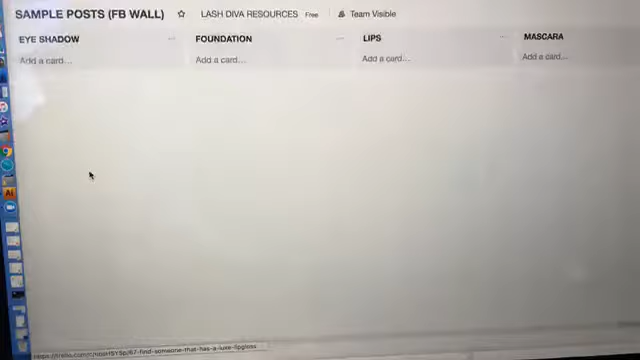 SAMPLE POSTS (FB WALL) LASH DIVA RESOURCES Free Team Visible
EYE SHADOW FOUNDATION LIPS MASCARA
Add a card... Add a card... Add a card... Add a card...
Ai